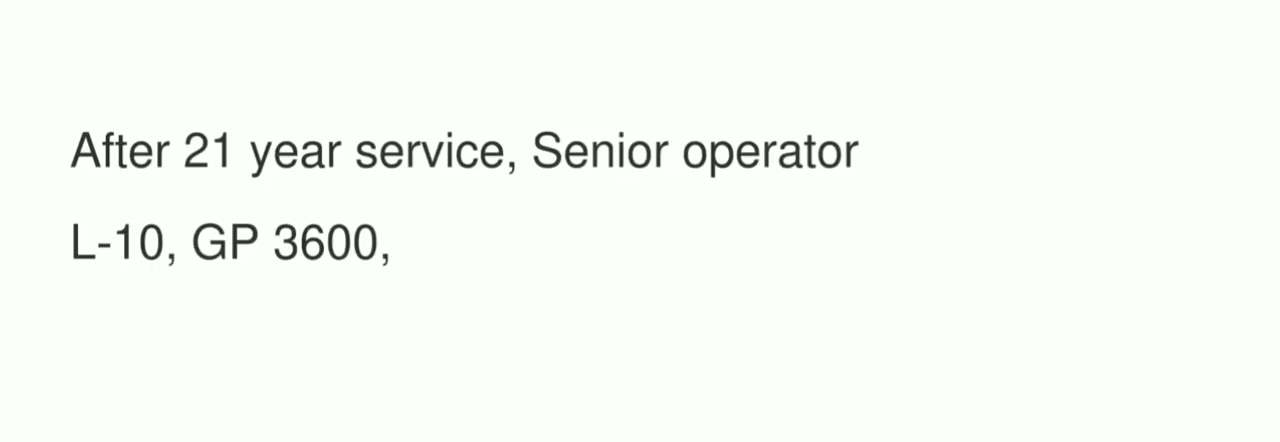 After 21 year service, Senior operator
L-10, GP 3600,